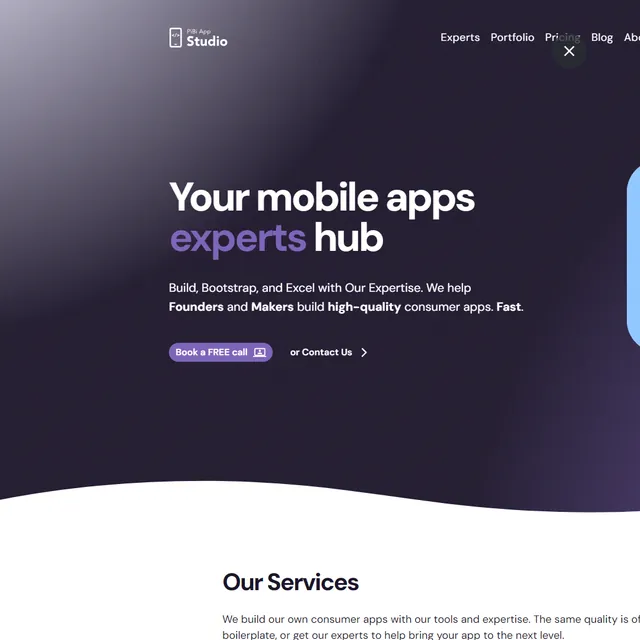 PiBi App
Studio
Experts Portfolio Pricing Blog
Your mobile apps
experts hub
Build, Bootstrap, and Excel with Our Expertise. We help
Founders and Makers build high-quality consumer apps. Fast.
Book a FREE call
or Contact Us
Our Services
We build our own consumer apps with our tools and expertise. The same quality is
boilerplate, or get our experts to help bring your app to the next level.